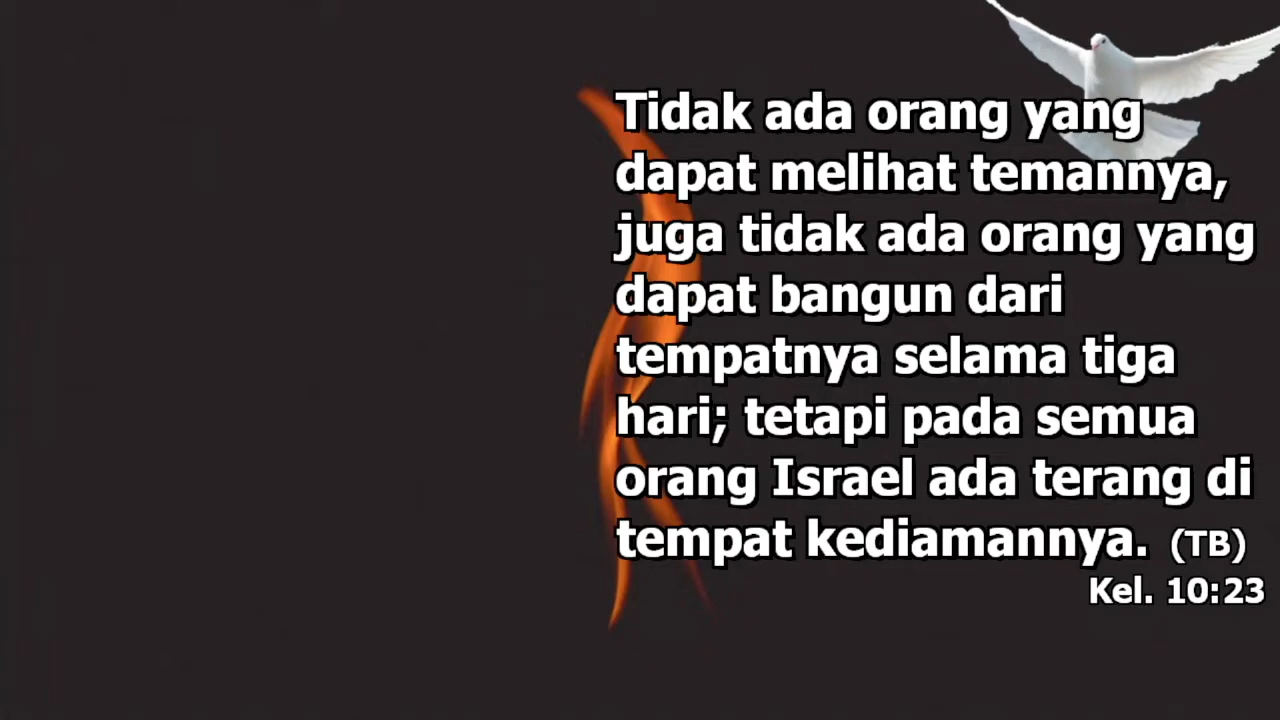 Tidak ada orang yang
dapat melihat temannya,
juga tidak ada orang yang
dapat bangun dari
tempatnya selama tiga
hari; tetapi pada semua
orang Israel ada terang di
tempat kediamannya. (TB)
Kel. 10:23